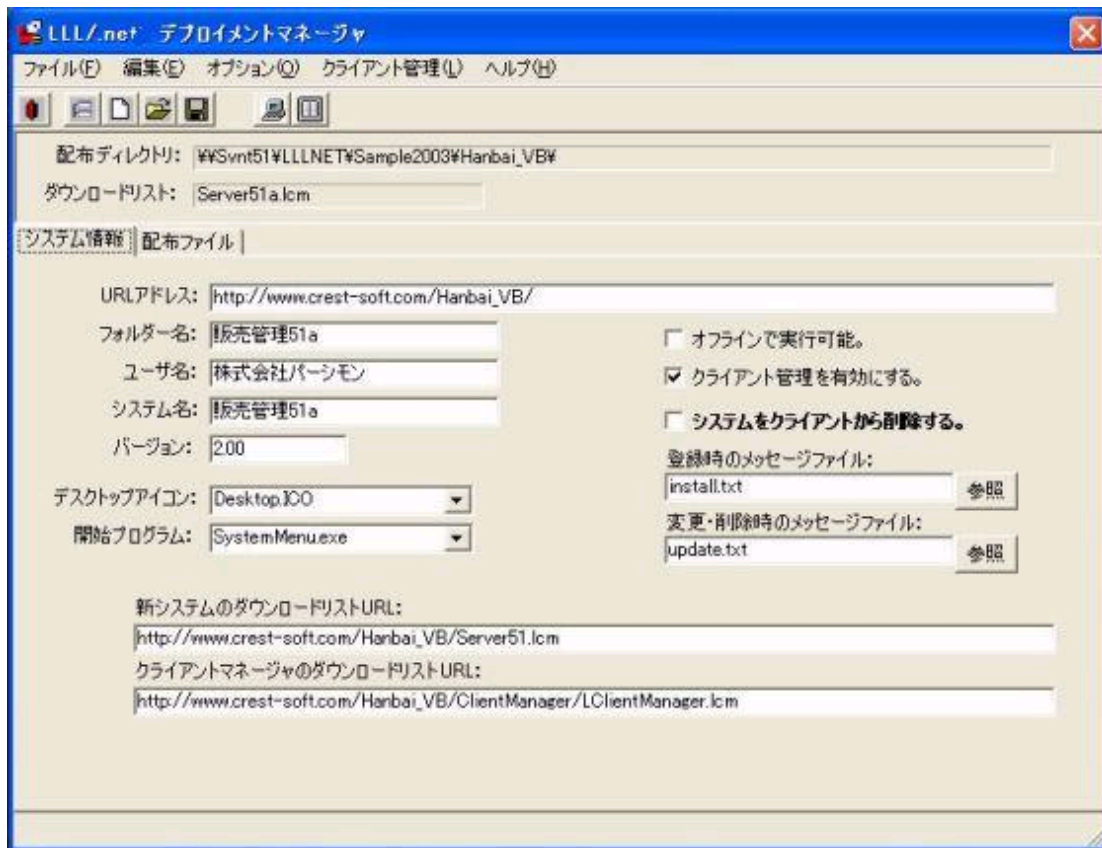 LLL/.net デプロイメントマネージャ
ファイル(F) 編集(E) オプション(O) クライアント管理(L) ヘルプ(H)
配布ディレクトリ: ¥¥Svnt51¥LLLNET¥Sample2003¥Hanbai_VB¥
ダウンロードリスト: Server51a.lcm
システム情報 配布ファイル
URLアドレス: http://www.crest-soft.com/Hanbai_VB/
フォルダー名: 販売管理51a
オフラインで実行可能。
ユーザ名: 株式会社パーシモン
クライアント管理を有効にする。
システム名: 販売管理51a
システムをクライアントから削除する。
バージョン: 2.00
登録時のメッセージファイル:
install.txt 参照
デスクトップアイコン: Desktop.ICO
変更・削除時のメッセージファイル:
開始プログラム: SystemMenu.exe
update.txt 参照
新システムのダウンロードリストURL:
http://www.crest-soft.com/Hanbai_VB/Server51.lcm
クライアントマネージャのダウンロードリストURL:
http://www.crest-soft.com/Hanbai_VB/ClientManager/LClientManager.lcm